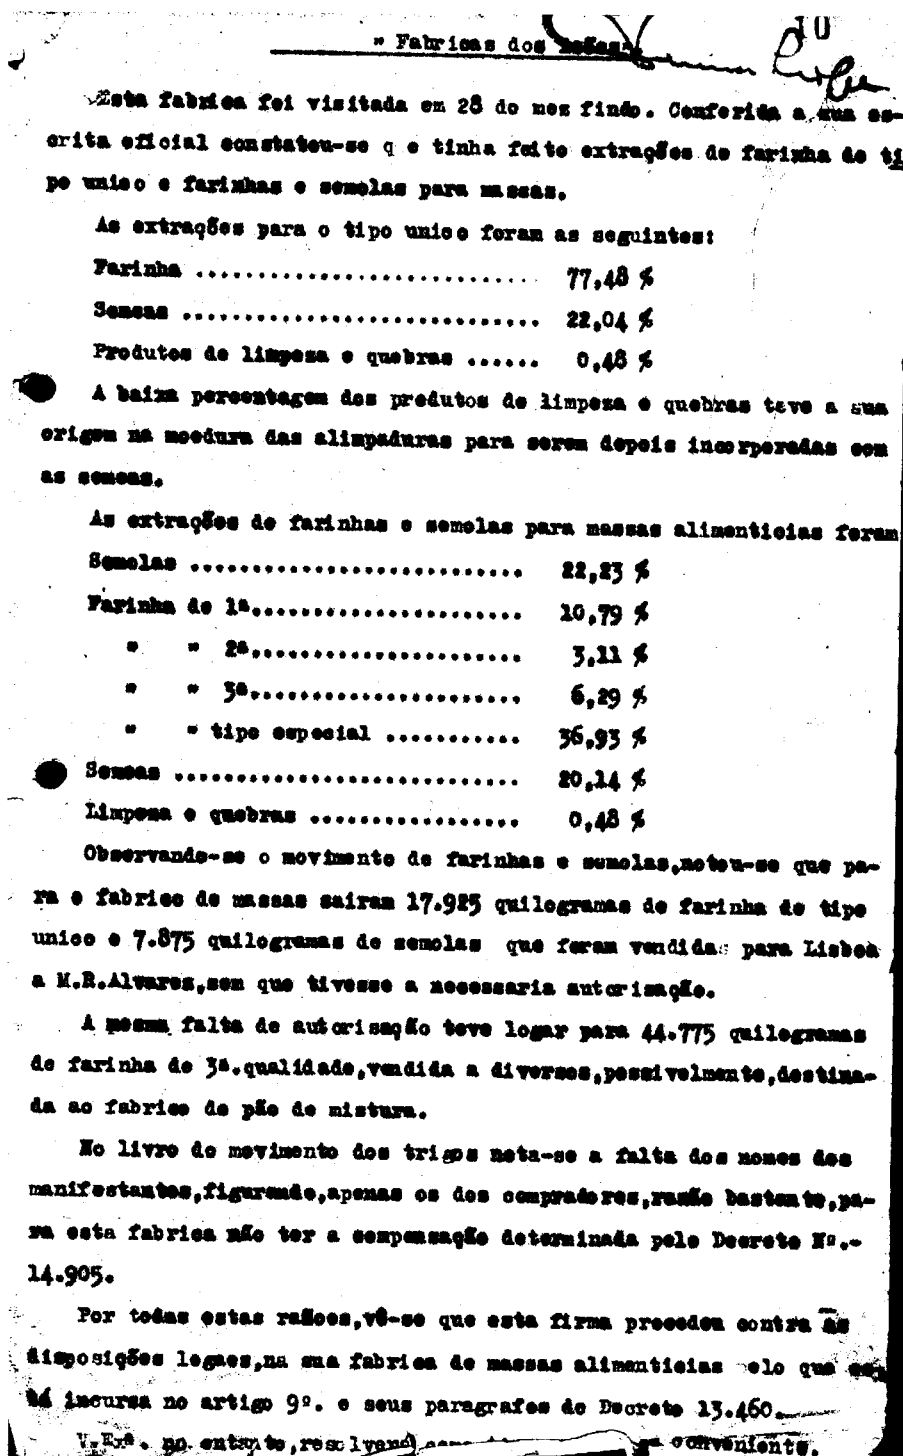 10
" Fabricas dos
Esta fabrica foi visitada em 28 do mez findo. Conferida a sua es-
crita oficial constatou-se q e tinha feito extrações de farinha de ti
po unico e farinhas e semolas para massas.
As extrações para o tipo unico foram as seguintes:
Farinha ............................ 77,48 %
Semeas ............................. 22,04 %
Produtos de limpeza e quebras ...... 0,48 %
A baixa percentagem dos produtos de limpeza e quebras teve a sua
origem na moedura das alimpaduras para serem depois incorporadas com
as semeas.
As extrações de farinhas e semolas para massas alimenticias foram
Semolas ........................... 22,23 %
Farinha de 1ª...................... 10,79 %
" " 2ª...................... 3,11 %
" " 3ª...................... 6,29 %
" " tipo especial ........... 36,93 %
Semeas ............................ 20,14 %
Limpeza e quebras ................. 0,48 %
Observando-se o movimento de farinhas e semolas,notou-se que pa-
ra o fabrico de massas sairam 17.925 quilogramas de farinha de tipo
unico e 7.875 quilogramas de semolas que foram vendidas para Lisboa
a M.R.Alvares,sem que tivesse a necessaria autorisação.
A mesma falta de autorisação teve logar para 44.775 quilogramas
de farinha de 3ª.qualidade,vendida a diversos,possivelmente,destina-
da ao fabrico de pão de mistura.
No livro do movimento dos trigos nota-se a falta dos nomes dos
manifestantes,figurando,apenas os dos compradores,razão bastante,pa-
ra esta fabrica não ter a compensação determinada pelo Decreto Nº.-
14.905.
Por todas estas razões,vê-se que esta firma procedeu contra as
disposições legaes,na sua fabrica de massas alimenticias elo que es
tá incursa no artigo 9º. e seus paragrafos do Decreto 13.460.
V.Exª. no entanto,resolverá conveniente.